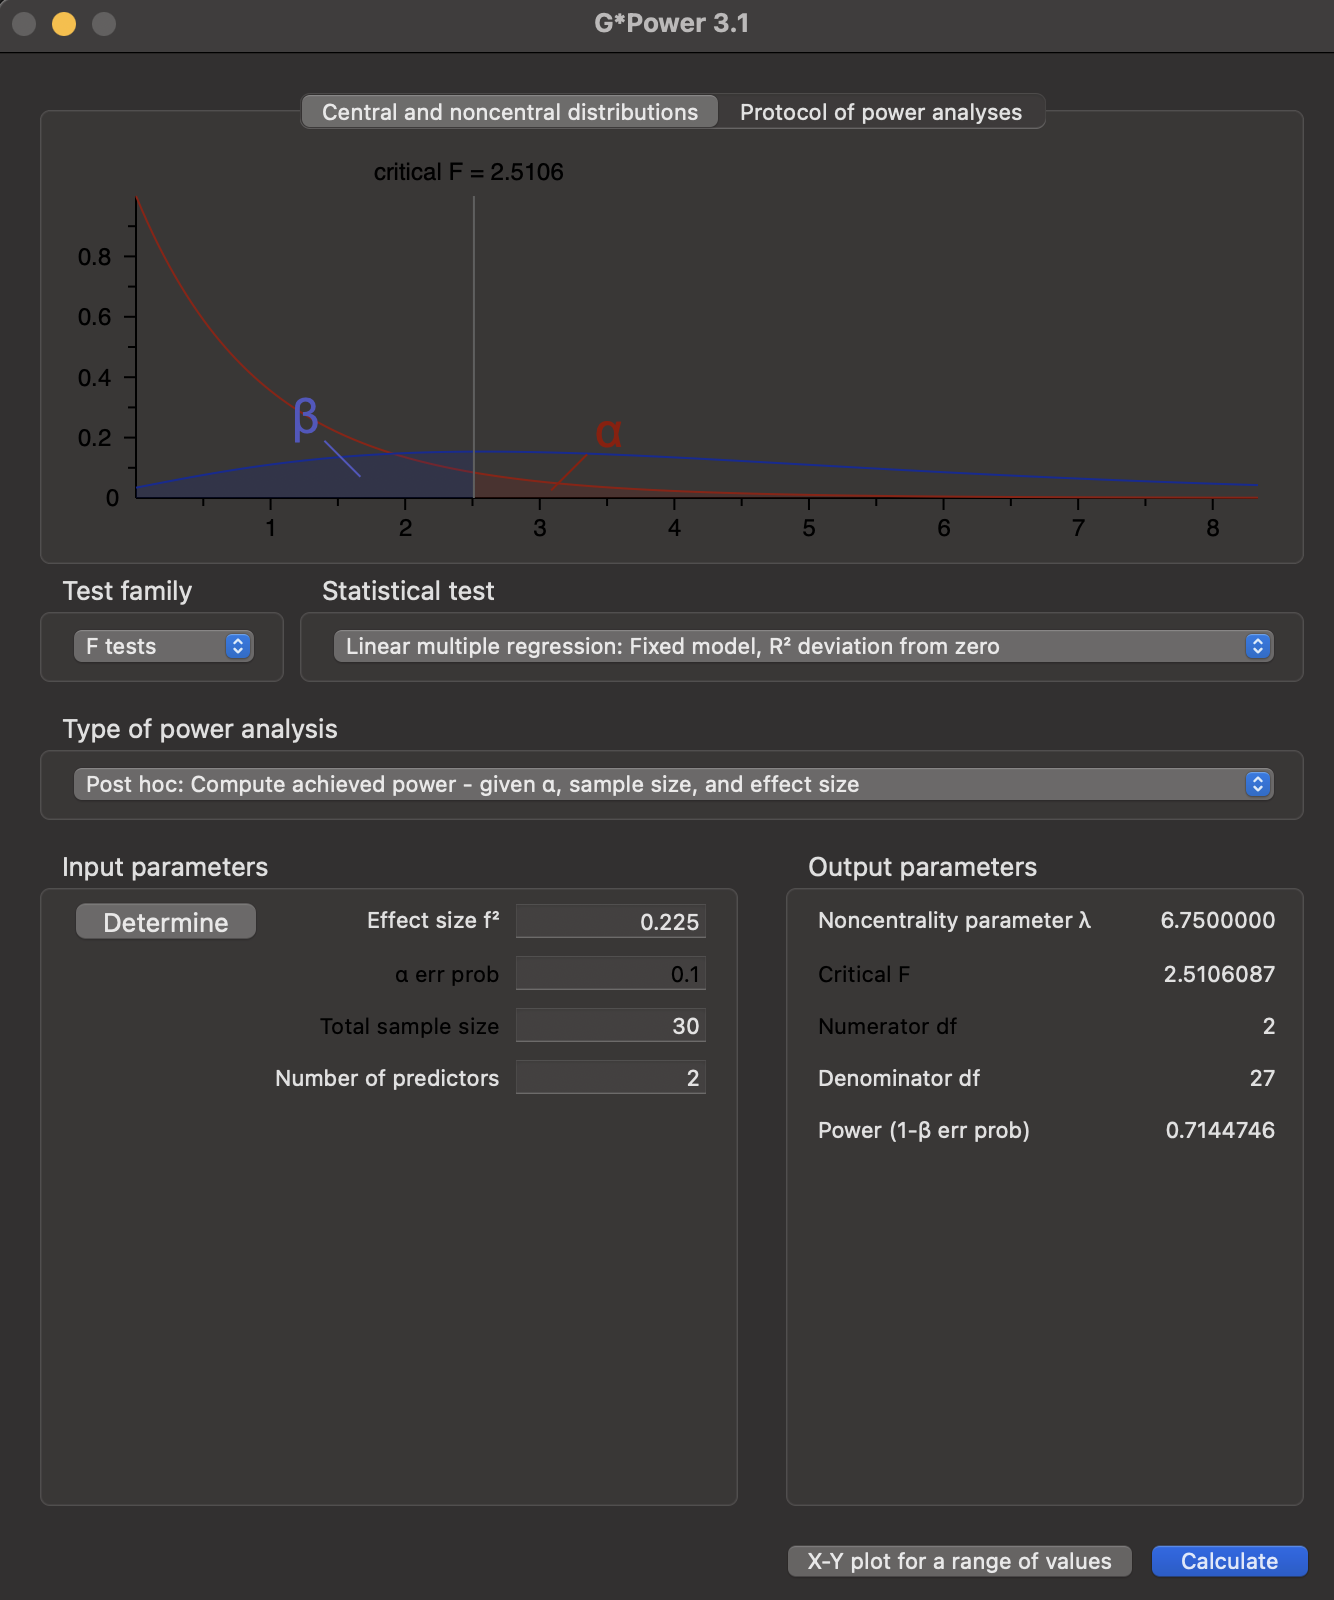 G*Power 3.1
Central and noncentral distributions
Protocol of power analyses
critical F = 2.5106
0.8
0.6
0.4
0.2
0
β
α
1 2 3 4 5 6 7 8
Test family
Statistical test
F tests
Linear multiple regression: Fixed model, R² deviation from zero
Type of power analysis
Post hoc: Compute achieved power - given α, sample size, and effect size
Input parameters
Determine
Effect size f² 0.225
α err prob 0.1
Total sample size 30
Number of predictors 2
Output parameters
Noncentrality parameter λ 6.7500000
Critical F 2.5106087
Numerator df 2
Denominator df 27
Power (1-β err prob) 0.7144746
X-Y plot for a range of values
Calculate